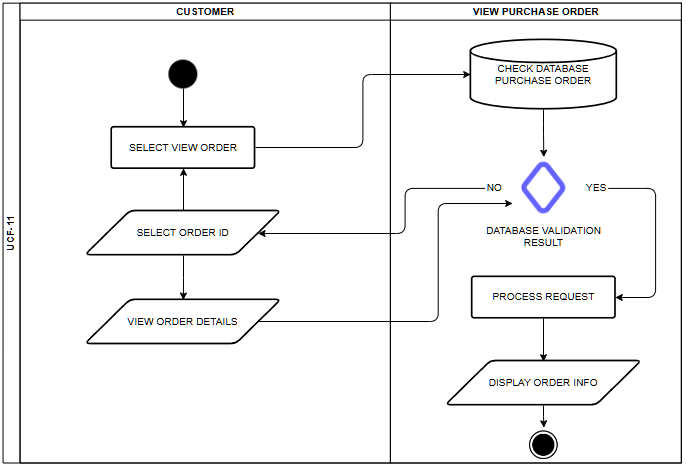 CUSTOMER
VIEW PURCHASE ORDER
UCF-11
CHECK DATABASE
PURCHASE ORDER
SELECT VIEW ORDER
NO
YES
SELECT ORDER ID
DATABASE VALIDATION
RESULT
VIEW ORDER DETAILS
PROCESS REQUEST
DISPLAY ORDER INFO